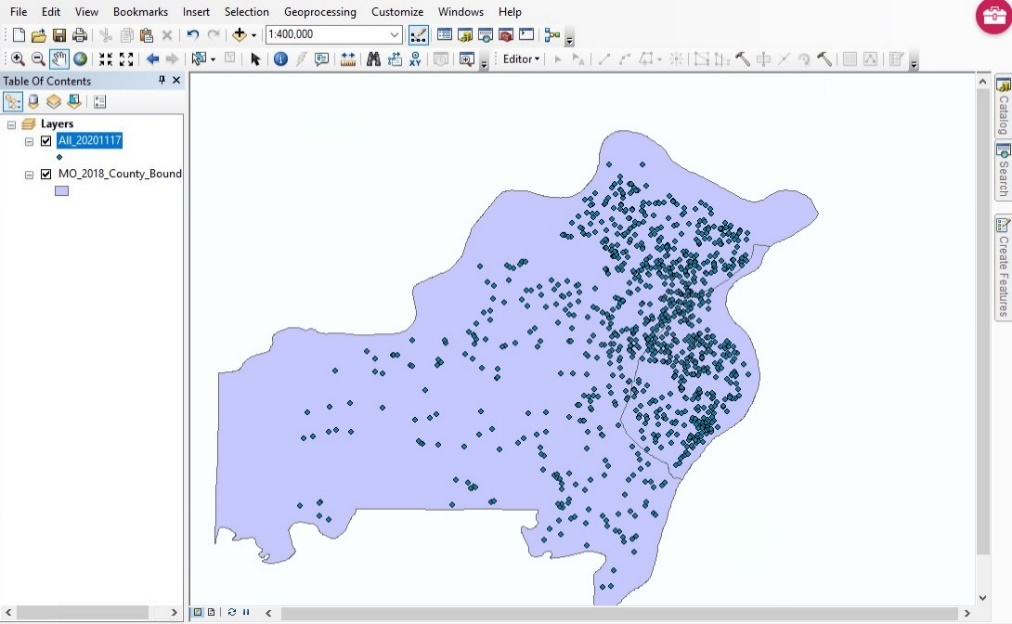 File Edit View Bookmarks Insert Selection Geoprocessing Customize Windows Help
1:400,000
Editor
Table Of Contents
Layers
All_20201117
MO_2018_County_Bound
Catalog
Search
Create Features